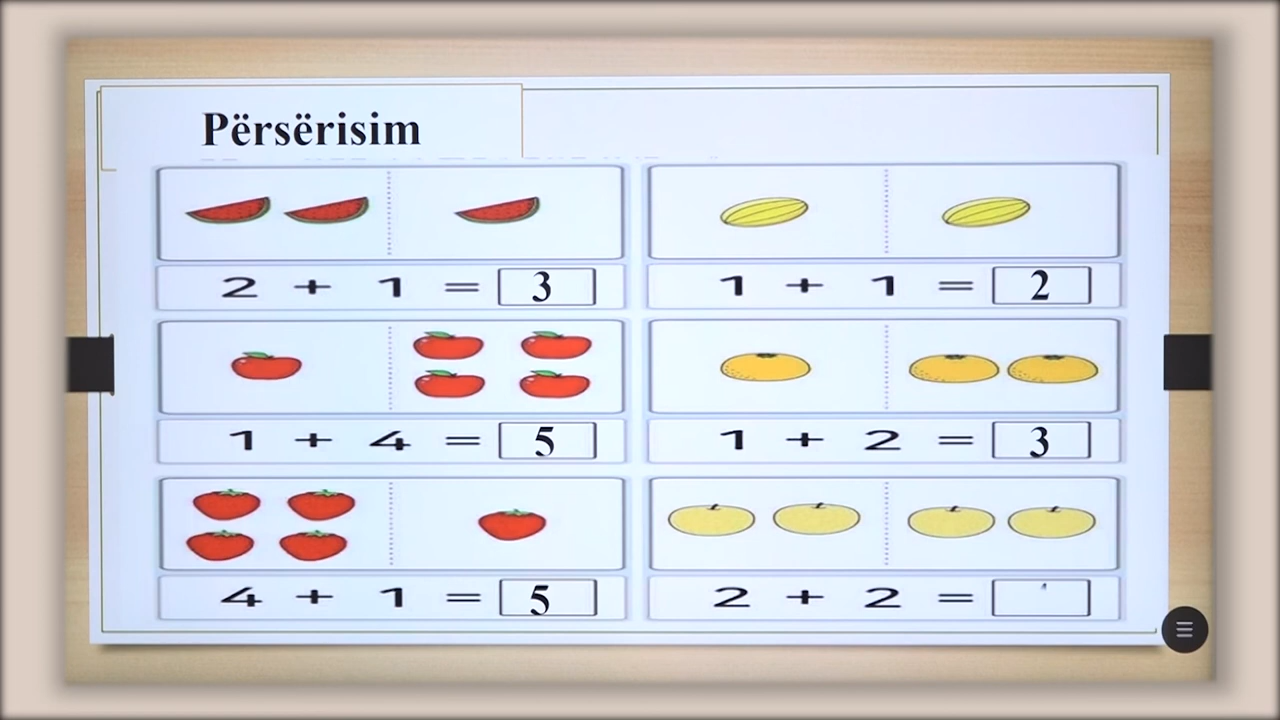 Përsërisim
2 + 1 = 3
1 + 1 = 2
1 + 4 = 5
1 + 2 = 3
4 + 1 = 5
2 + 2 =